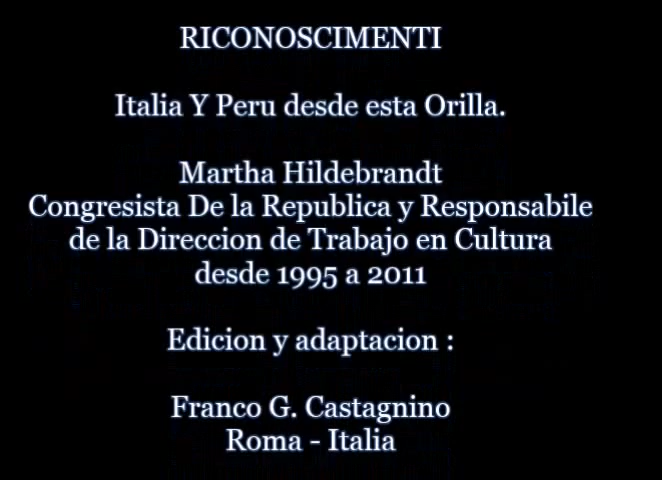 RICONOSCIMENTI
Italia Y Peru desde esta Orilla.
Martha Hildebrandt
Congresista De la Republica y Responsabile
de la Direccion de Trabajo en Cultura
desde 1995 a 2011
Edicion y adaptacion :
Franco G. Castagnino
Roma - Italia